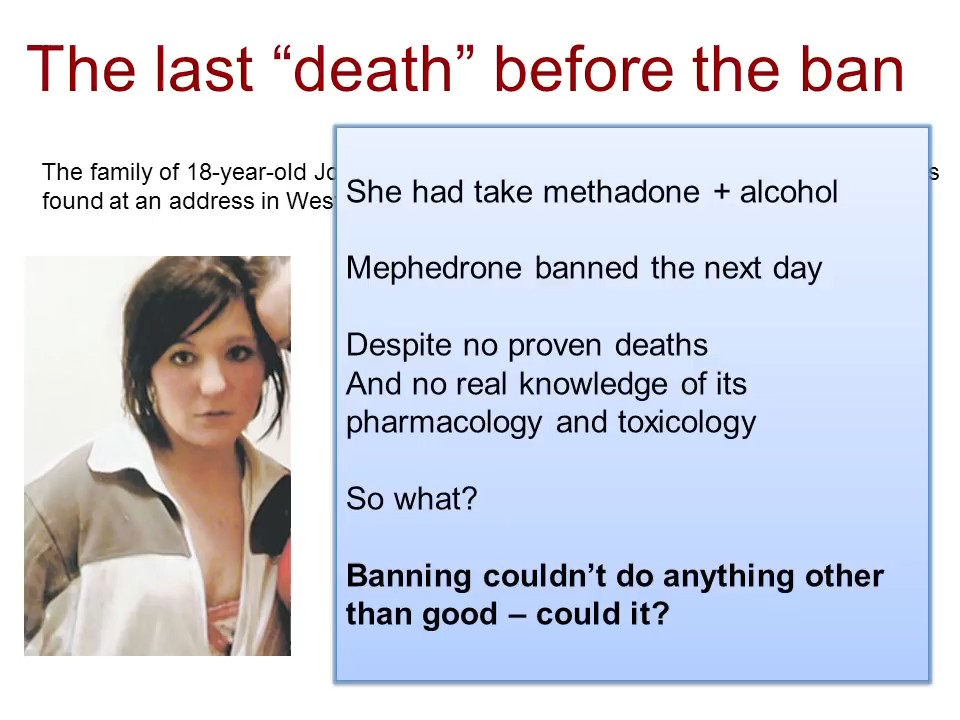 The last “death” before the ban
The family of 18-year-old
found at an address in
She had take methadone + alcohol
Mephedrone banned the next day
Despite no proven deaths
And no real knowledge of its
pharmacology and toxicology
So what?
Banning couldn’t do anything other
than good – could it?